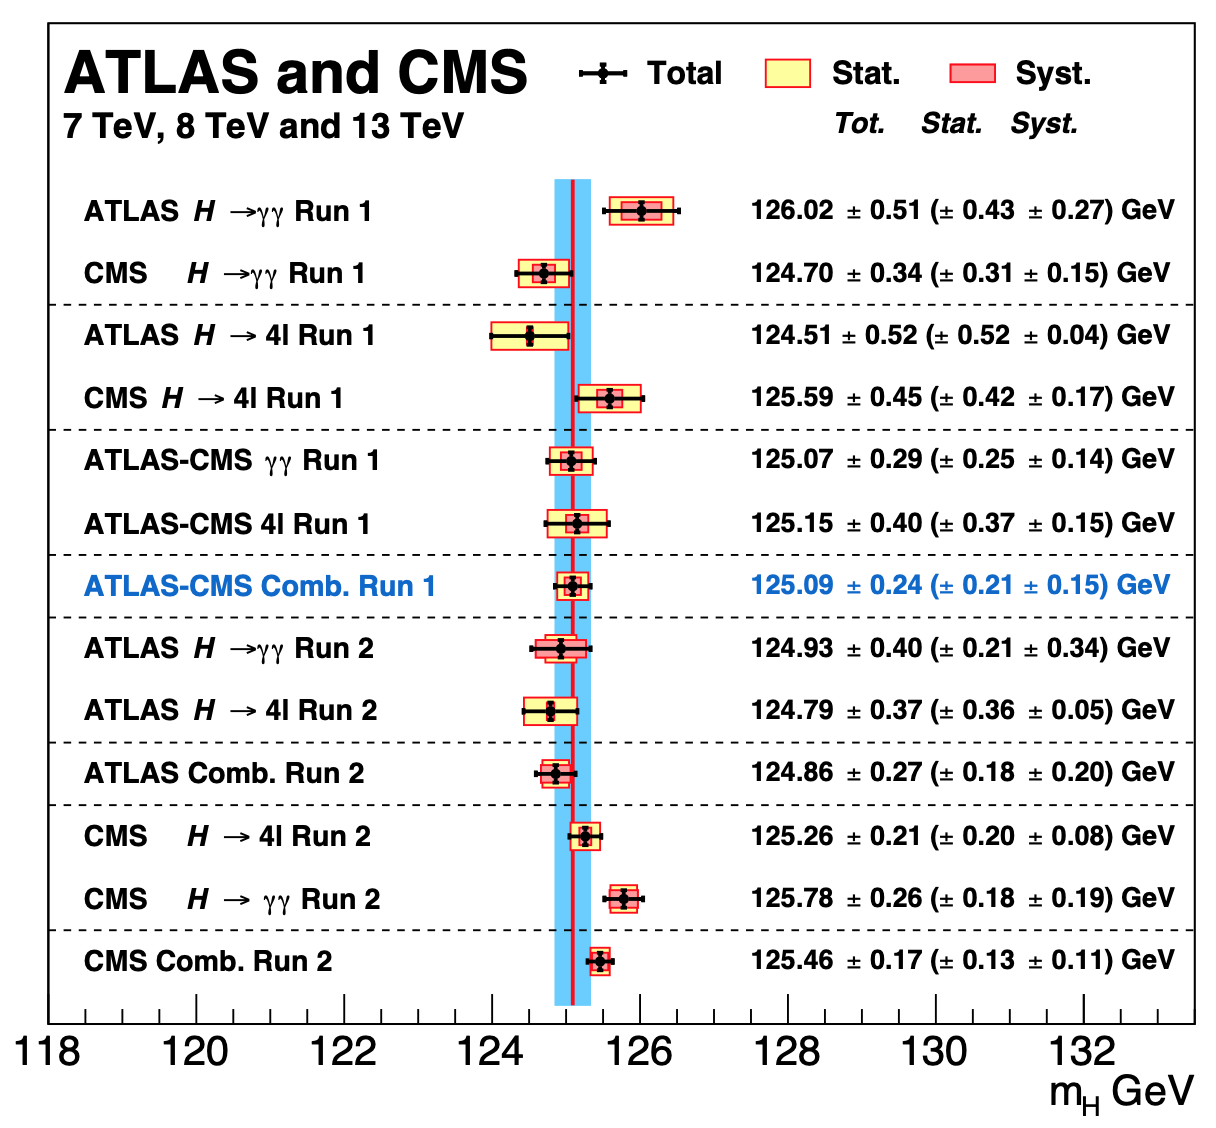 ATLAS and CMS Total Stat. Syst.
7 TeV, 8 TeV and 13 TeV Tot. Stat. Syst.
ATLAS H →γγ Run 1 126.02 ± 0.51 (± 0.43 ± 0.27) GeV
CMS H →γγ Run 1 124.70 ± 0.34 (± 0.31 ± 0.15) GeV
ATLAS H → 4l Run 1 124.51 ± 0.52 (± 0.52 ± 0.04) GeV
CMS H → 4l Run 1 125.59 ± 0.45 (± 0.42 ± 0.17) GeV
ATLAS-CMS γγ Run 1 125.07 ± 0.29 (± 0.25 ± 0.14) GeV
ATLAS-CMS 4l Run 1 125.15 ± 0.40 (± 0.37 ± 0.15) GeV
ATLAS-CMS Comb. Run 1 125.09 ± 0.24 (± 0.21 ± 0.15) GeV
ATLAS H →γγ Run 2 124.93 ± 0.40 (± 0.21 ± 0.34) GeV
ATLAS H → 4l Run 2 124.79 ± 0.37 (± 0.36 ± 0.05) GeV
ATLAS Comb. Run 2 124.86 ± 0.27 (± 0.18 ± 0.20) GeV
CMS H → 4l Run 2 125.26 ± 0.21 (± 0.20 ± 0.08) GeV
CMS H → γγ Run 2 125.78 ± 0.26 (± 0.18 ± 0.19) GeV
CMS Comb. Run 2 125.46 ± 0.17 (± 0.13 ± 0.11) GeV
118 120 122 124 126 128 130 132
m_H GeV